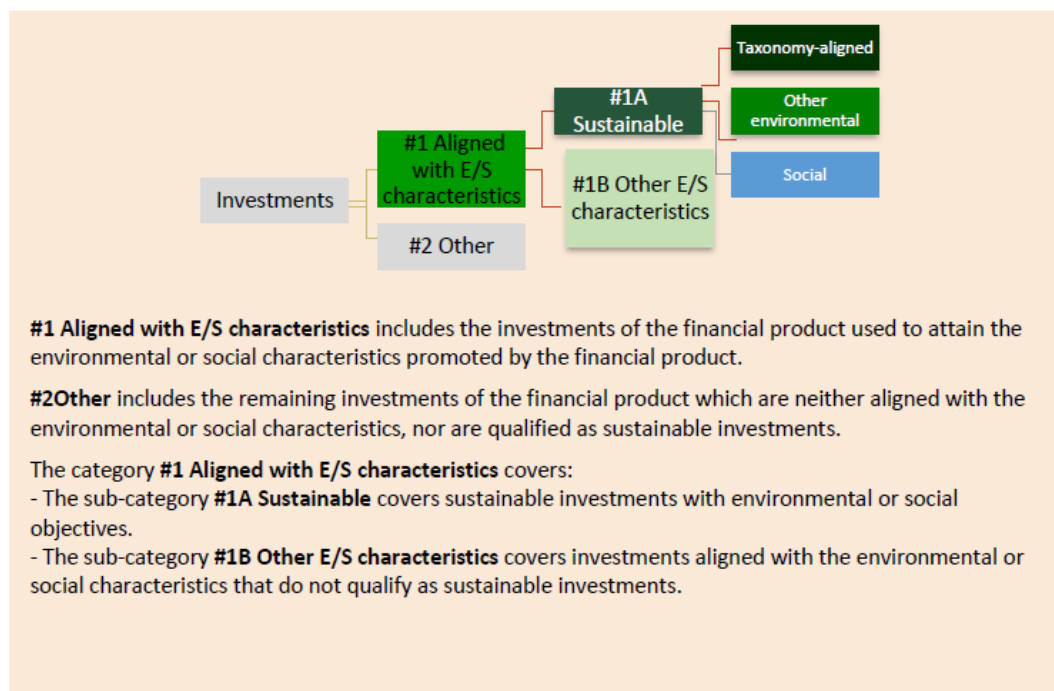 Taxonomy-aligned
#1A
Sustainable
Other
environmental
#1 Aligned
with E/S
characteristics
Social
#1B Other E/S
characteristics
Investments
#2 Other
#1 Aligned with E/S characteristics includes the investments of the financial product used to attain the
environmental or social characteristics promoted by the financial product.
#2Other includes the remaining investments of the financial product which are neither aligned with the
environmental or social characteristics, nor are qualified as sustainable investments.
The category #1 Aligned with E/S characteristics covers:
- The sub-category #1A Sustainable covers sustainable investments with environmental or social
objectives.
- The sub-category #1B Other E/S characteristics covers investments aligned with the environmental or
social characteristics that do not qualify as sustainable investments.